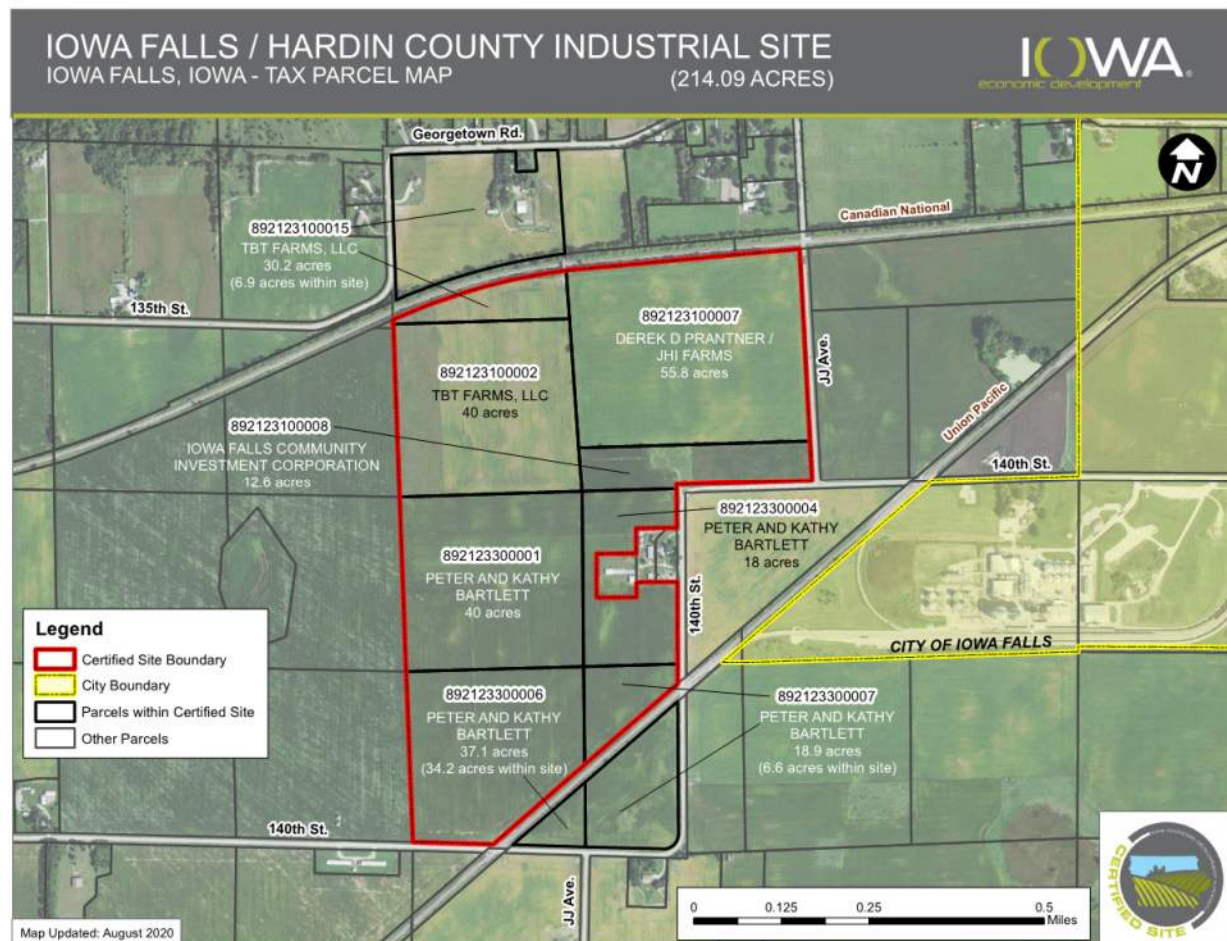 IOWA FALLS / HARDIN COUNTY INDUSTRIAL SITE
IOWA FALLS, IOWA - TAX PARCEL MAP
(214.09 ACRES)
IOWA®
economic development
Georgetown Rd.
N
Canadian National
892123100015
TBT FARMS, LLC
30.2 acres
(6.9 acres within site)
135th St.
892123100007
DEREK D PRANTNER /
JHI FARMS
55.8 acres
JJ Ave.
892123100002
TBT FARMS, LLC
40 acres
Union Pacific
892123100008
IOWA FALLS COMMUNITY
INVESTMENT CORPORATION
12.6 acres
140th St.
892123300004
PETER AND KATHY
BARTLETT
18 acres
892123300001
PETER AND KATHY
BARTLETT
40 acres
140th St.
CITY OF IOWA FALLS
Legend
Certified Site Boundary
City Boundary
Parcels within Certified Site
Other Parcels
892123300006
PETER AND KATHY
BARTLETT
37.1 acres
(34.2 acres within site)
892123300007
PETER AND KATHY
BARTLETT
18.9 acres
(6.6 acres within site)
140th St.
JJ Ave.
0 0.125 0.25 0.5
Miles
CERTIFIED SITE
Map Updated: August 2020